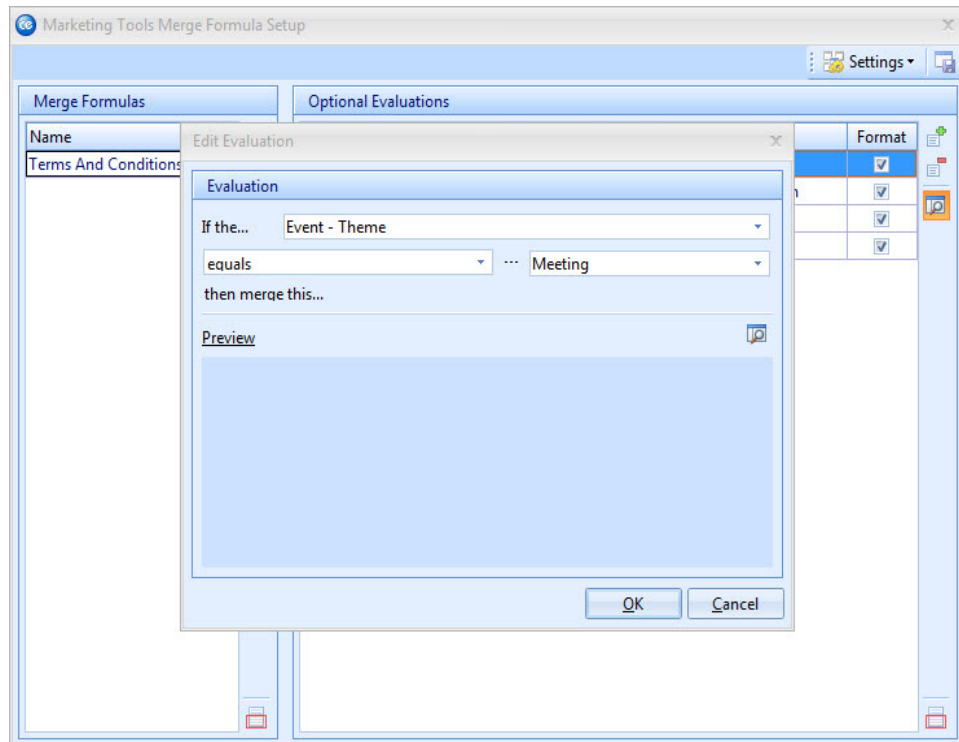 ce Marketing Tools Merge Formula Setup
Settings
Merge Formulas
Optional Evaluations
Name
Format
Terms And Conditions
Edit Evaluation
Evaluation
If the... Event - Theme
equals ... Meeting
then merge this...
Preview
OK Cancel